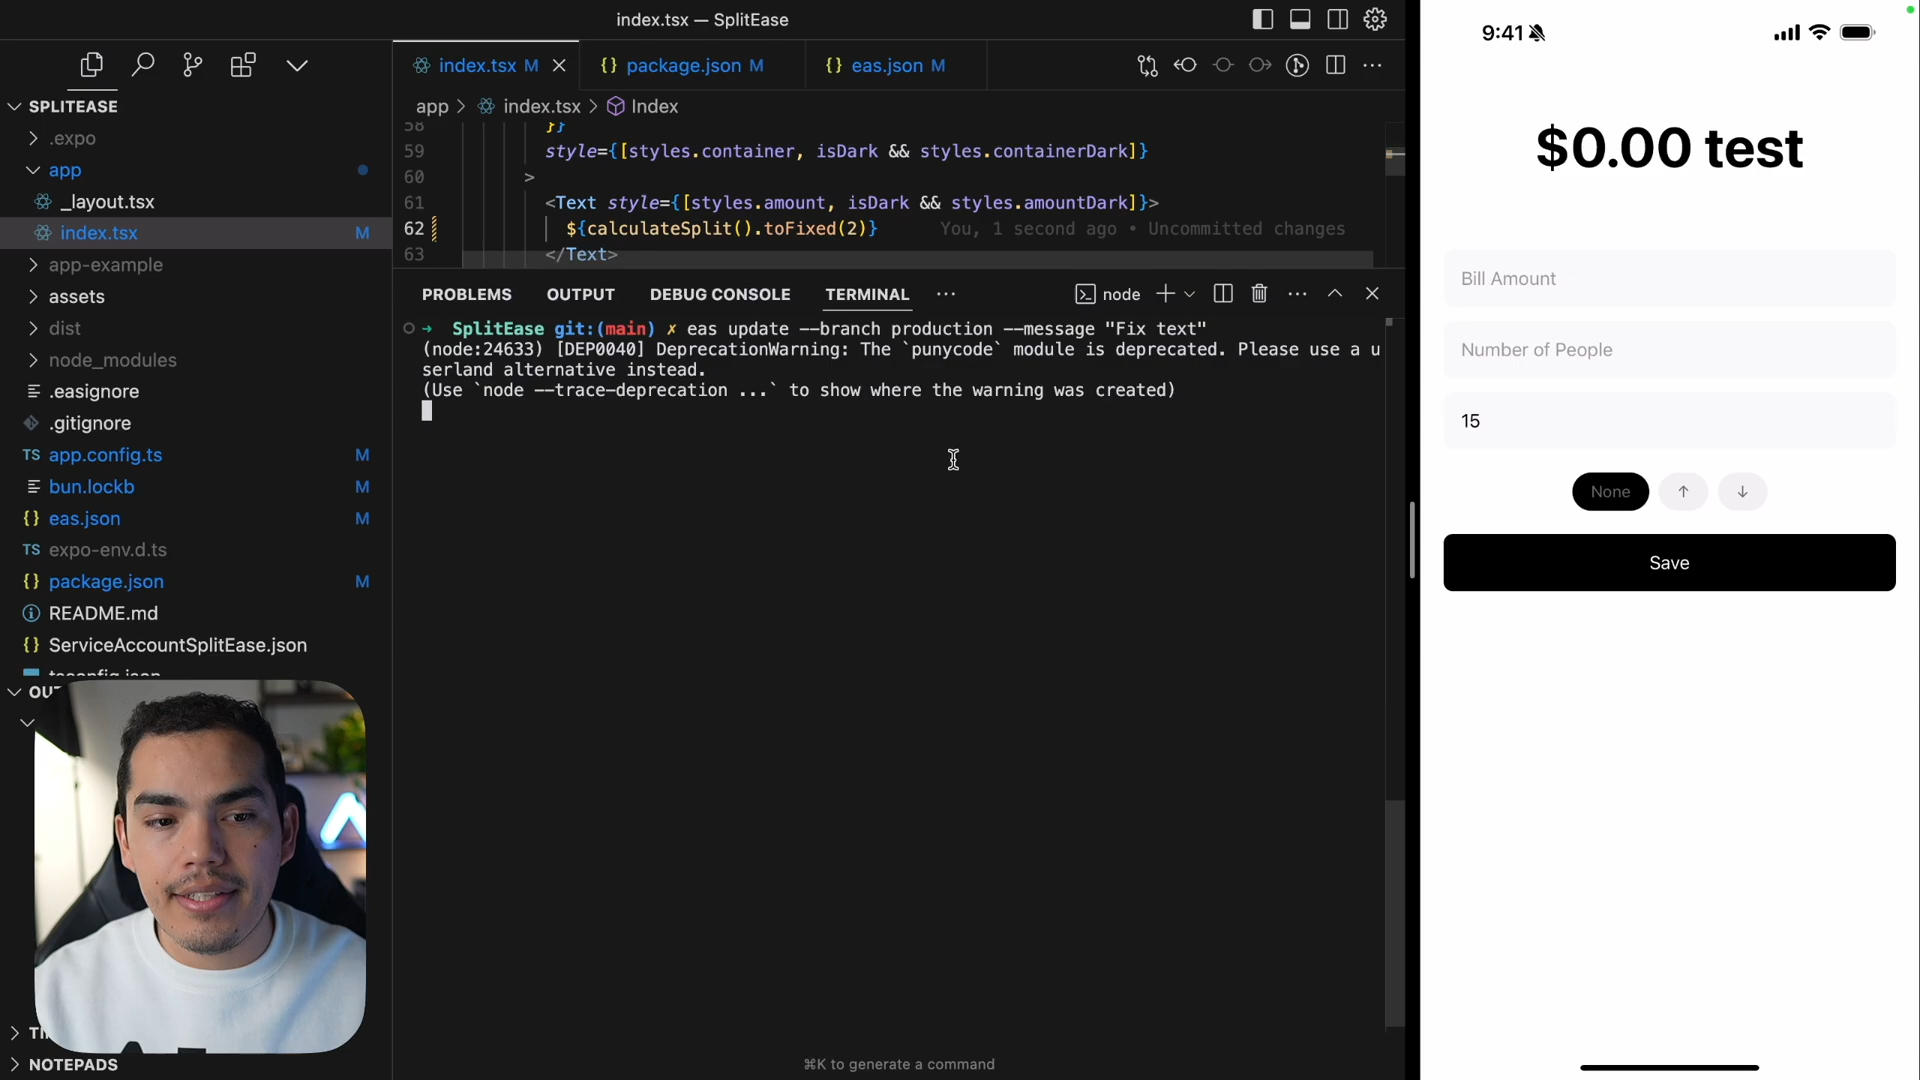 index.tsx — SplitEase
SPLITEASE
.expo
app
_layout.tsx
index.tsx M
app-example
assets
dist
node_modules
.easignore
.gitignore
TS app.config.ts M
bun.lockb M
{} eas.json M
TS expo-env.d.ts
{} package.json M
README.md
{} ServiceAccountSplitEase.json
NOTEPADS
index.tsx M
{} package.json M
{} eas.json M
app > index.tsx > Index
58 }}
59 style={[styles.container, isDark && styles.containerDark]}
60 >
61 <Text style={[styles.amount, isDark && styles.amountDark]}>
62 ${calculateSplit().toFixed(2)} You, 1 second ago • Uncommitted changes
63 </Text>
PROBLEMS OUTPUT DEBUG CONSOLE TERMINAL ··· node
→ SplitEase git:(main) ✗ eas update --branch production --message "Fix text"
(node:24633) [DEP0040] DeprecationWarning: The `punycode` module is deprecated. Please use a u
serland alternative instead.
(Use `node --trace-deprecation ...` to show where the warning was created)
⌘K to generate a command
9:41
$0.00 test
Bill Amount
Number of People
15
None ↑ ↓
Save